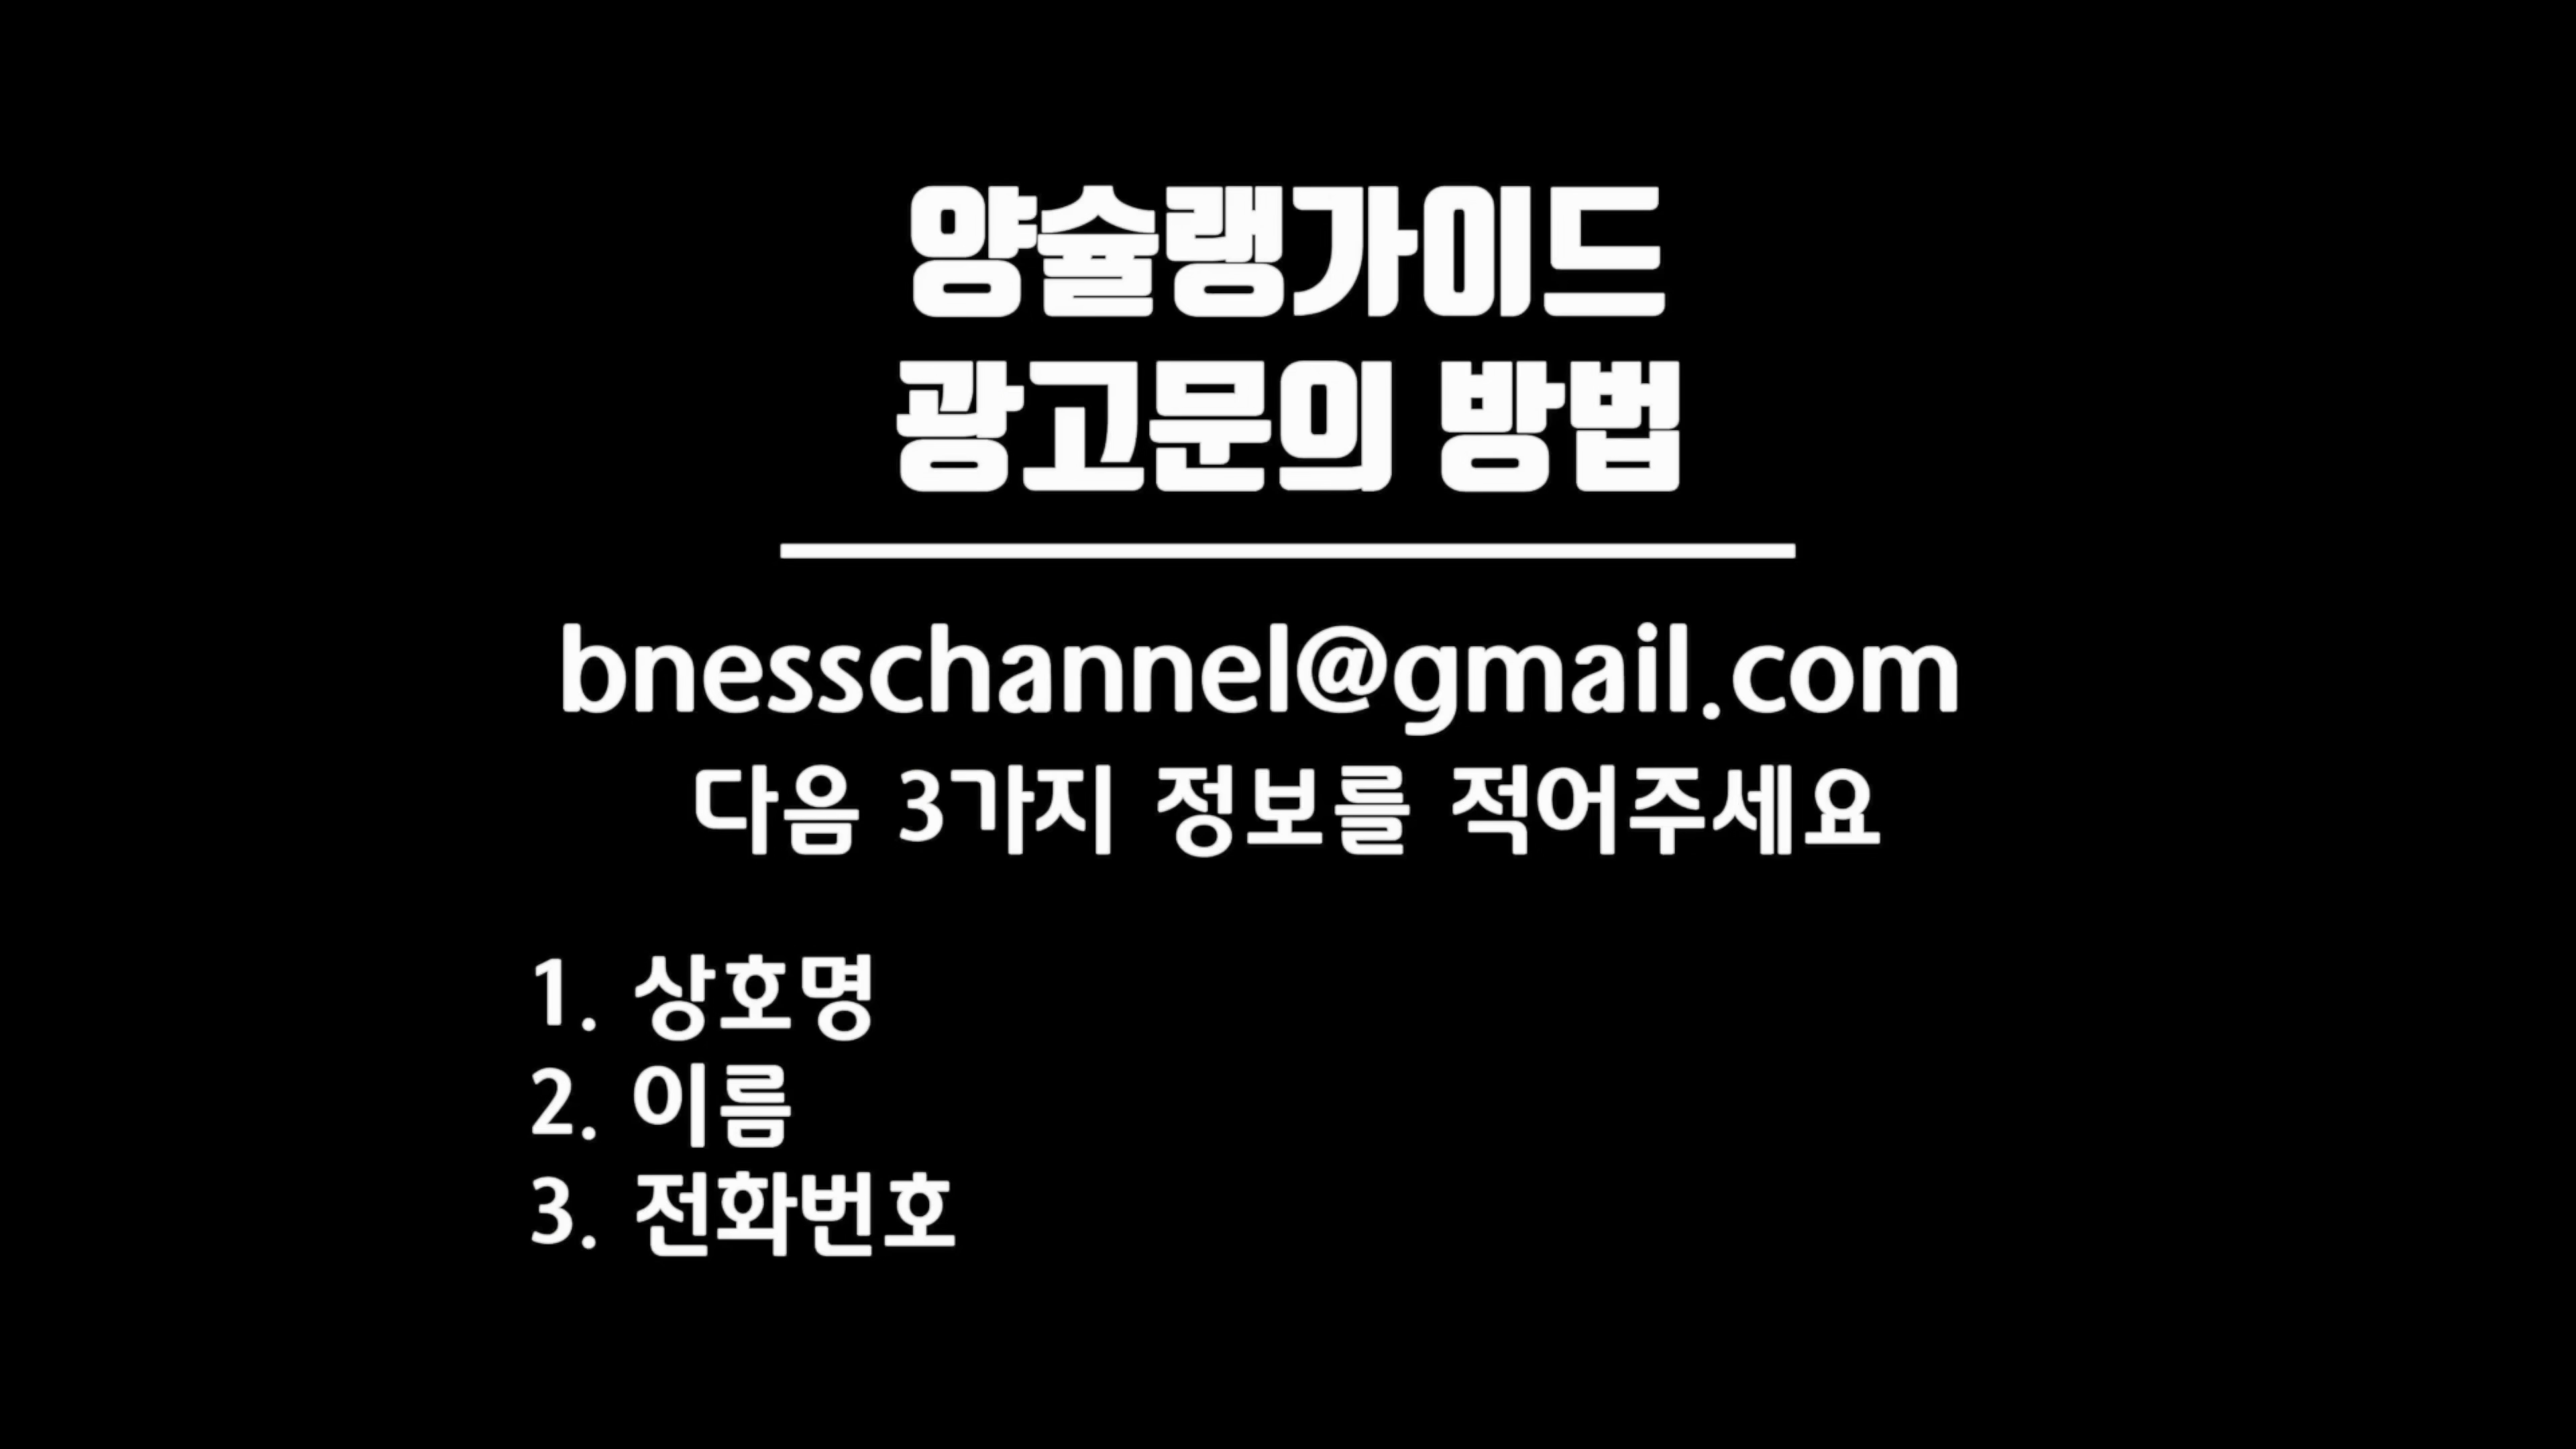 양슐랭가이드
광고문의 방법
bnesschannel@gmail.com
다음 3가지 정보를 적어주세요
1. 상호명
2. 이름
3. 전화번호